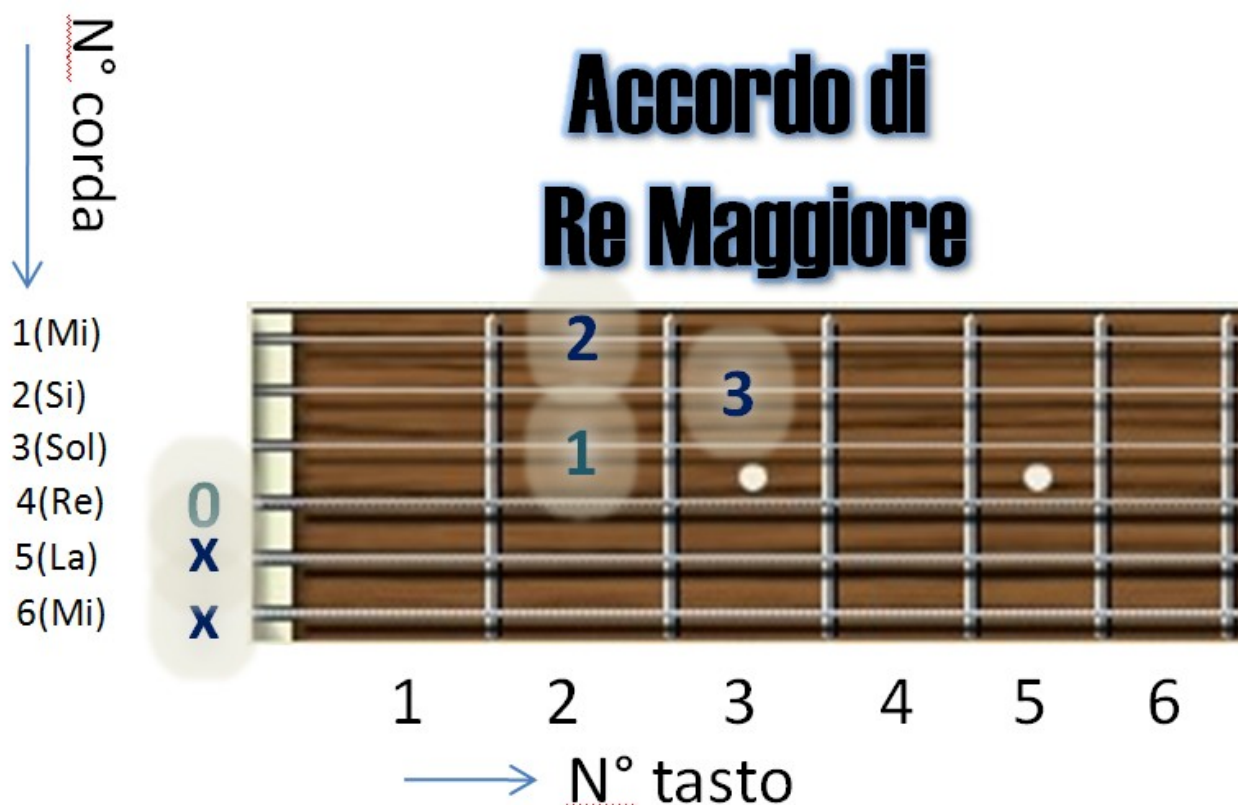 N° corda
Accordo di
Re Maggiore
1(Mi)
2
2(Si)
3
3(Sol)
1
4(Re) 0
5(La) x
6(Mi) x
1 2 3 4 5 6
N° tasto